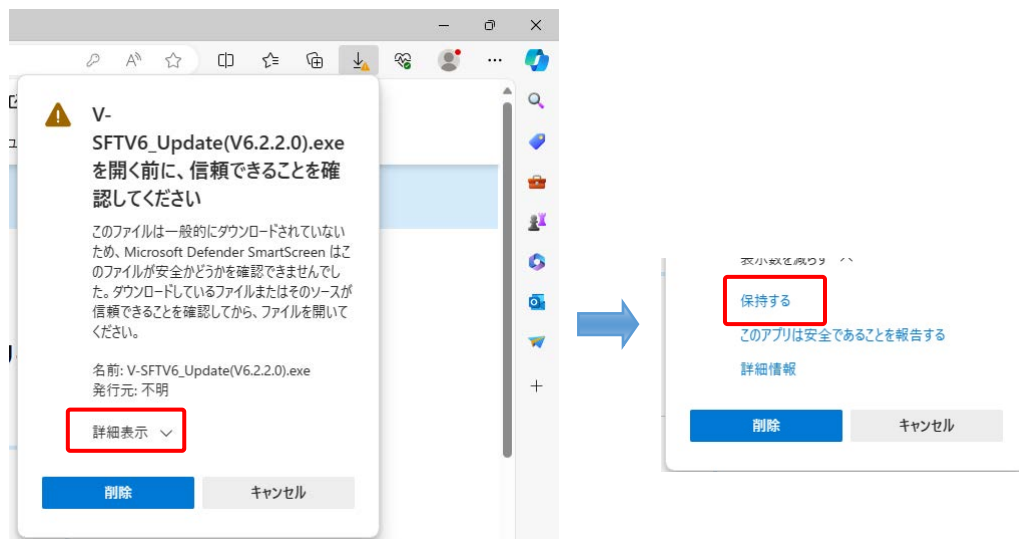 V-
SFTV6_Update(V6.2.2.0).exe
を開く前に、信頼できることを確
認してください
このファイルは一般的にダウンロードされていない
ため、Microsoft Defender SmartScreen はこ
のファイルが安全かどうかを確認できませんでし
た。ダウンロードしているファイルまたはそのソースが
信頼できることを確認してから、ファイルを開いて
ください。
名前: V-SFTV6_Update(V6.2.2.0).exe
発行元: 不明
詳細表示
削除
キャンセル
表示数を減らす
保持する
このアプリは安全であることを報告する
詳細情報
削除
キャンセル